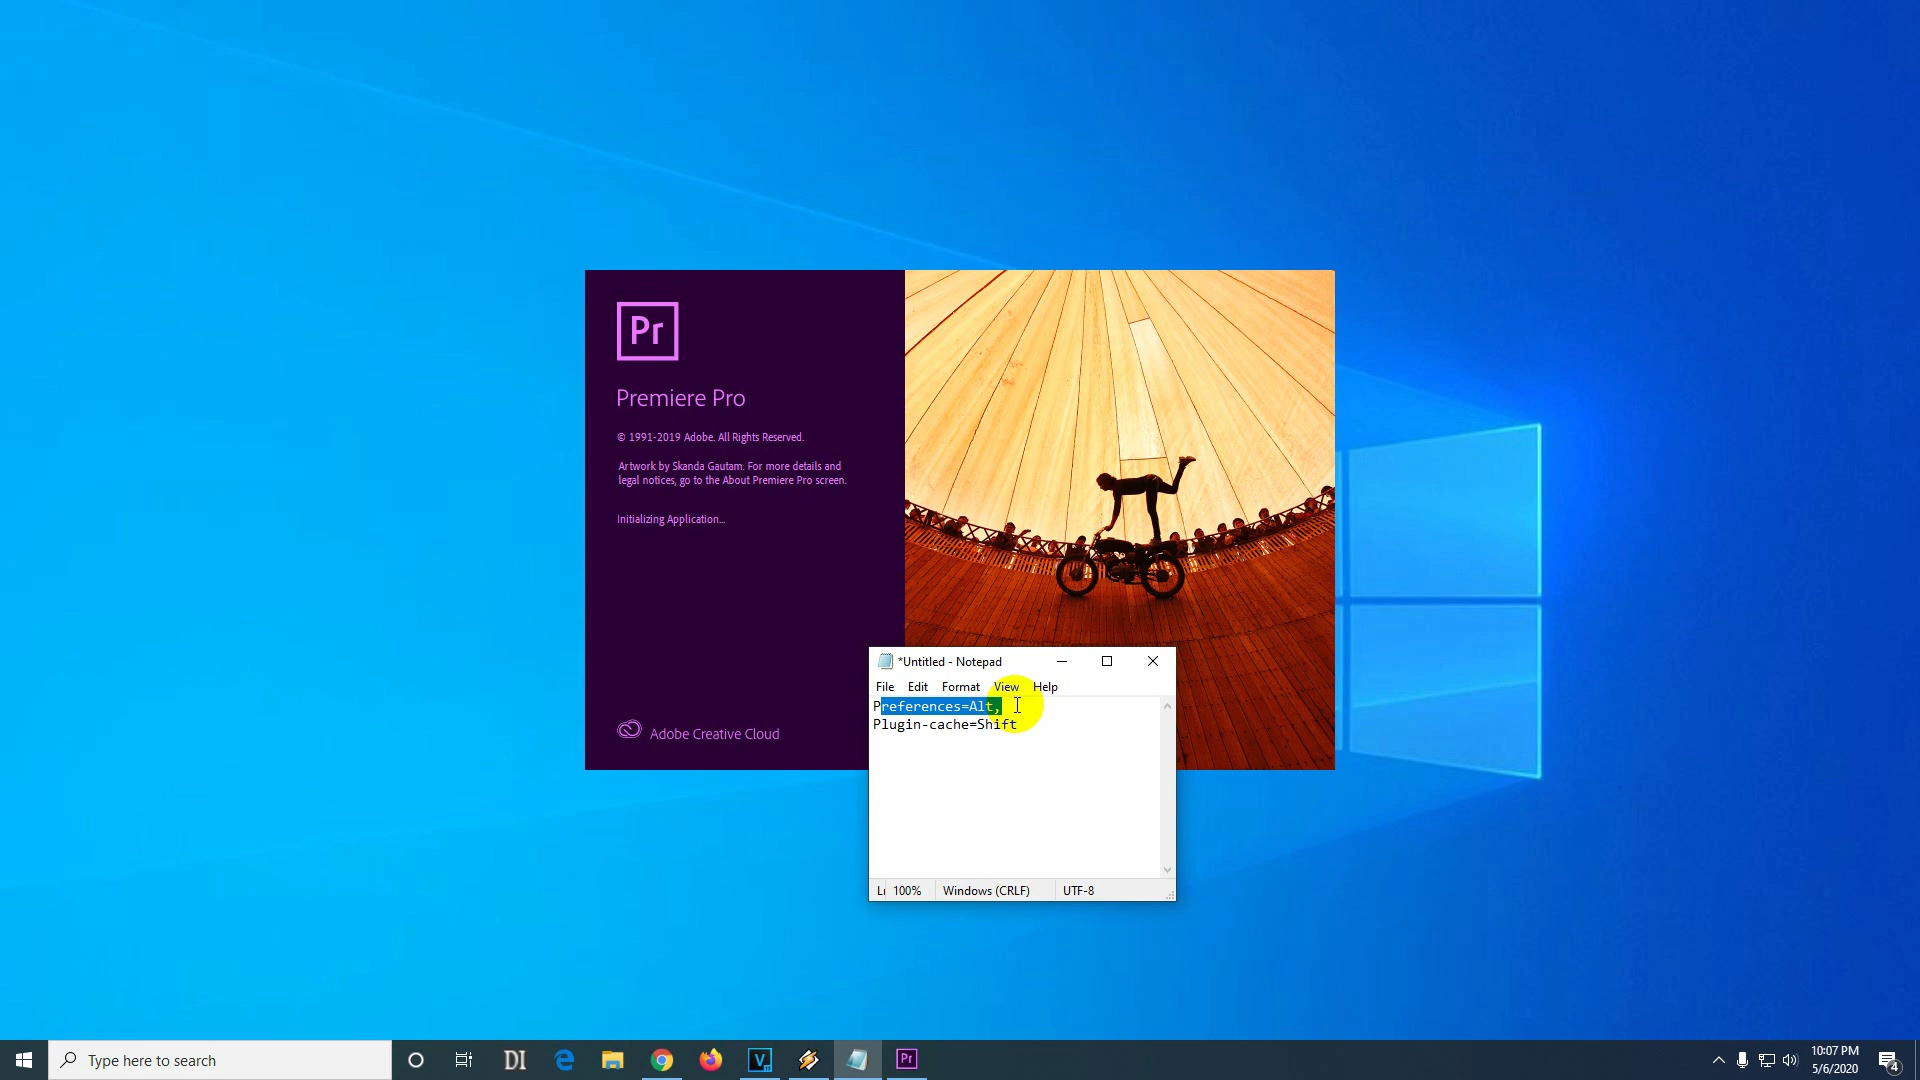 Pr
Premiere Pro
© 1991-2019 Adobe. All Rights Reserved.
Artwork by Skanda Gautam. For more details and
legal notices, go to the About Premiere Pro screen.
Initializing Application...
Adobe Creative Cloud
*Untitled - Notepad
File Edit Format View Help
Preferences=Alt,
Plugin-cache=Shift
100% Windows (CRLF) UTF-8
Type here to search
DI
V
Pr
10:07 PM
5/6/2020
4